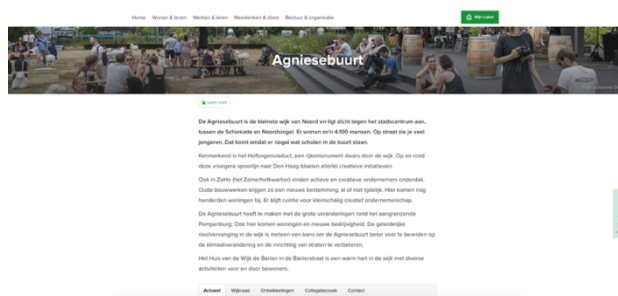 Home Wonen & leven Werken & leren Meedenken & doen Bestuur & organisatie
Mijn Loket
Agniesebuurt
Lees voor
De Agniesebuurt is de kleinste wijk van Noord en ligt dicht tegen het stadscentrum aan,
tussen de Schiekade en Noordsingel. Er wonen zo'n 4.100 mensen. Op straat zie je veel
jongeren. Dat komt omdat er nogal wat scholen in de buurt staan.
Kenmerkend is het Hofbogenviaduct, een rijksmonument dwars door de wijk. Op en rond
deze vroegere spoorlijn naar Den Haag bloeien allerlei creatieve initiatieven.
Ook in ZoHo (het Zomerhofkwartier) vinden actieve en creatieve ondernemers onderdak.
Oude bouwwerken krijgen zo een nieuwe bestemming, al of niet tijdelijk. Hier komen nog
honderden woningen bij. Er blijft ruimte voor kleinschalig creatief ondernemerschap.
De Agniesebuurt heeft te maken met de grote veranderingen rond het aangrenzende
Pompenburg. Ook hier komen woningen en nieuwe bedrijvigheid. De geleidelijke
rioolvervanging in de wijk is meteen een kans om de Agniesebuurt beter voor te bereiden op
de klimaatverandering en de inrichting van straten te verbeteren.
Het Huis van de Wijk de Banier in de Banierstraat is een warm hart in de wijk met diverse
activiteiten voor en door bewoners.
Actueel Wijkraad Ontwikkelingen Collegebezoek Contact